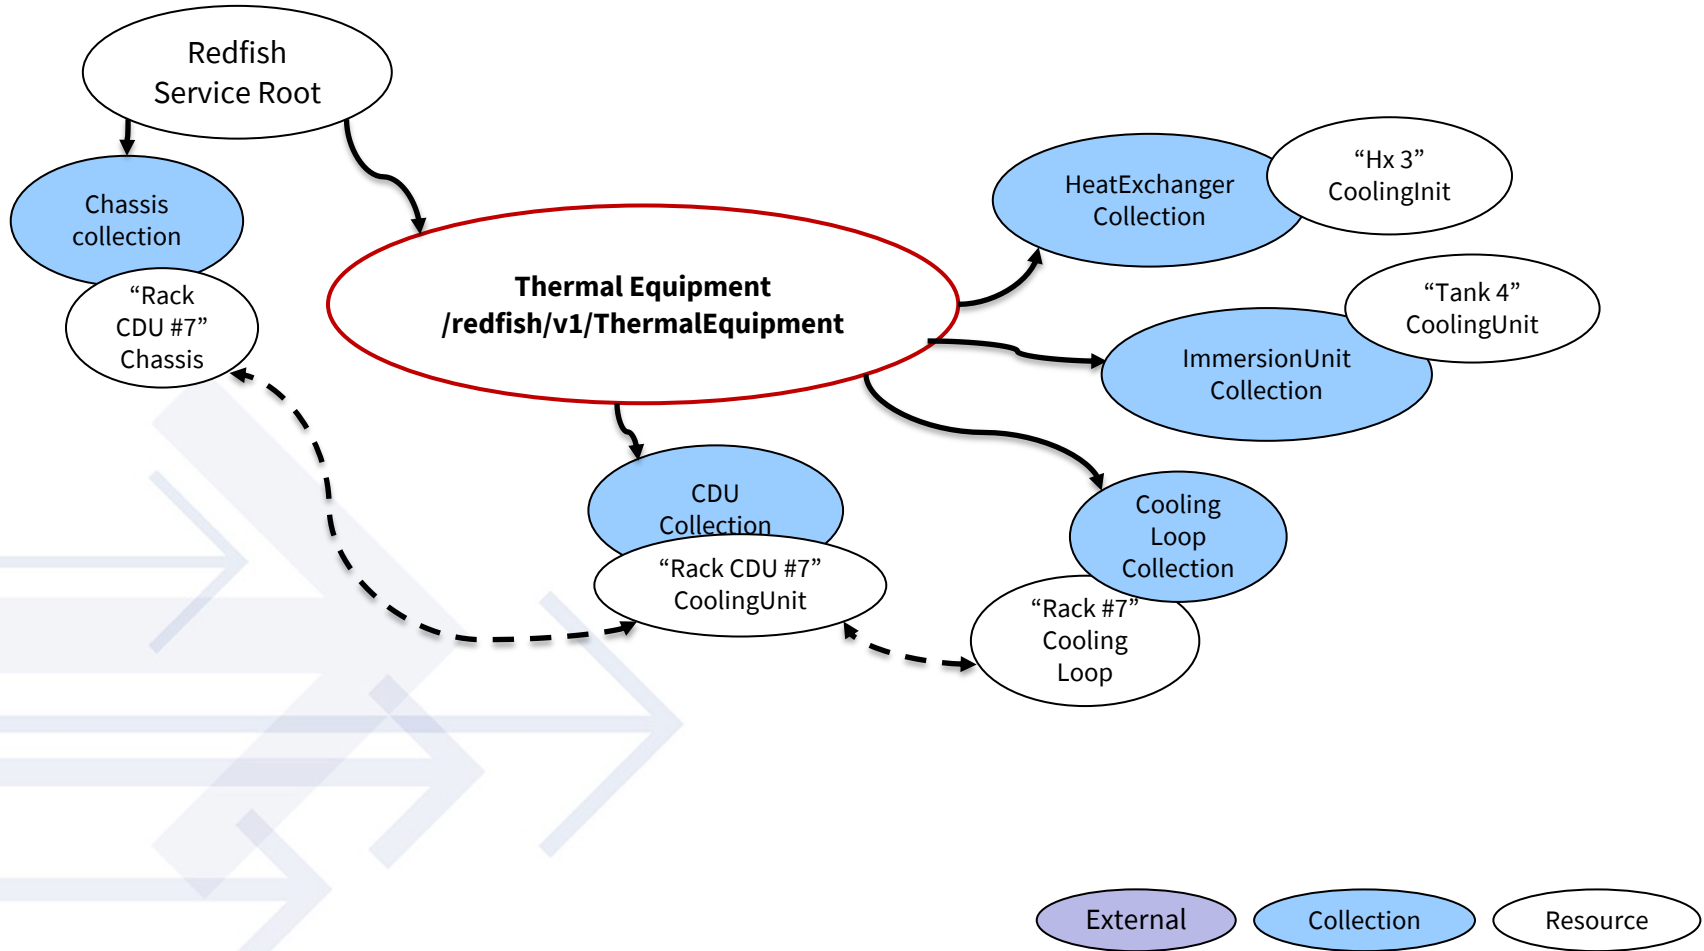 Redfish
Service Root
Chassis
collection
“Rack
CDU #7”
Chassis
Thermal Equipment
/redfish/v1/ThermalEquipment
HeatExchanger
Collection
“Hx 3”
CoolingInit
“Tank 4”
CoolingUnit
ImmersionUnit
Collection
CDU
Collection
“Rack CDU #7”
CoolingUnit
Cooling
Loop
Collection
“Rack #7”
Cooling
Loop
External
Collection
Resource